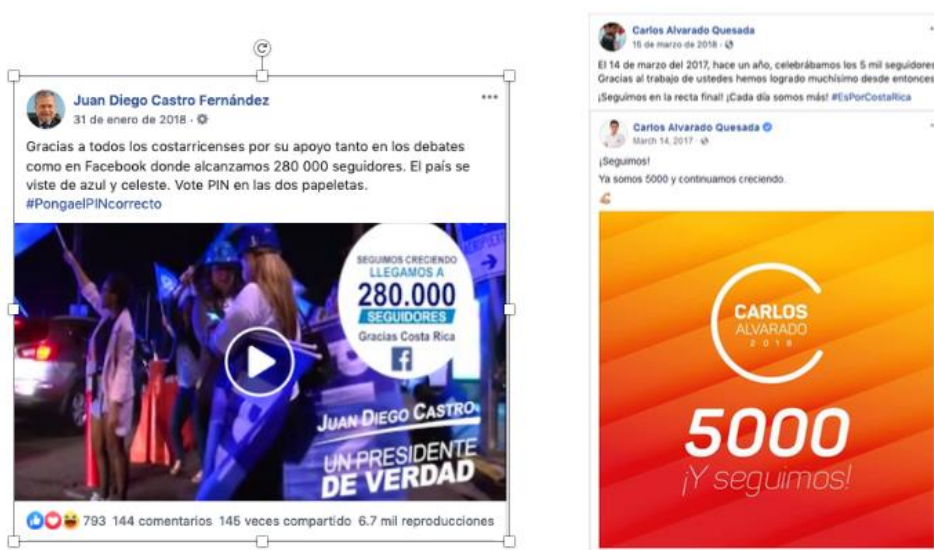 Juan Diego Castro Fernández
31 de enero de 2018
Gracias a todos los costarricenses por su apoyo tanto en los debates
como en Facebook donde alcanzamos 280 000 seguidores. El país se
viste de azul y celeste. Vote PIN en las dos papeletas.
#PongaelPINcorrecto
SEGUIMOS CRECIENDO
LLEGAMOS A
280.000
SEGUIDORES
Gracias Costa Rica
JUAN DIEGO CASTRO
UN PRESIDENTE
DE VERDAD
793 144 comentarios 145 veces compartido 6.7 mil reproducciones
Carlos Alvarado Quesada
15 de marzo de 2018
El 14 de marzo del 2017, hace un año, celebrábamos los 5 mil seguidores
Gracias al trabajo de ustedes hemos logrado muchísimo desde entonces
¡Seguimos en la recta final! ¡Cada día somos más! #EsPorCostaRica
Carlos Alvarado Quesada
March 14, 2017
¡Seguimos!
Ya somos 5000 y continuamos creciendo.
CARLOS
ALVARADO
2018
5000
¡Y seguimos!